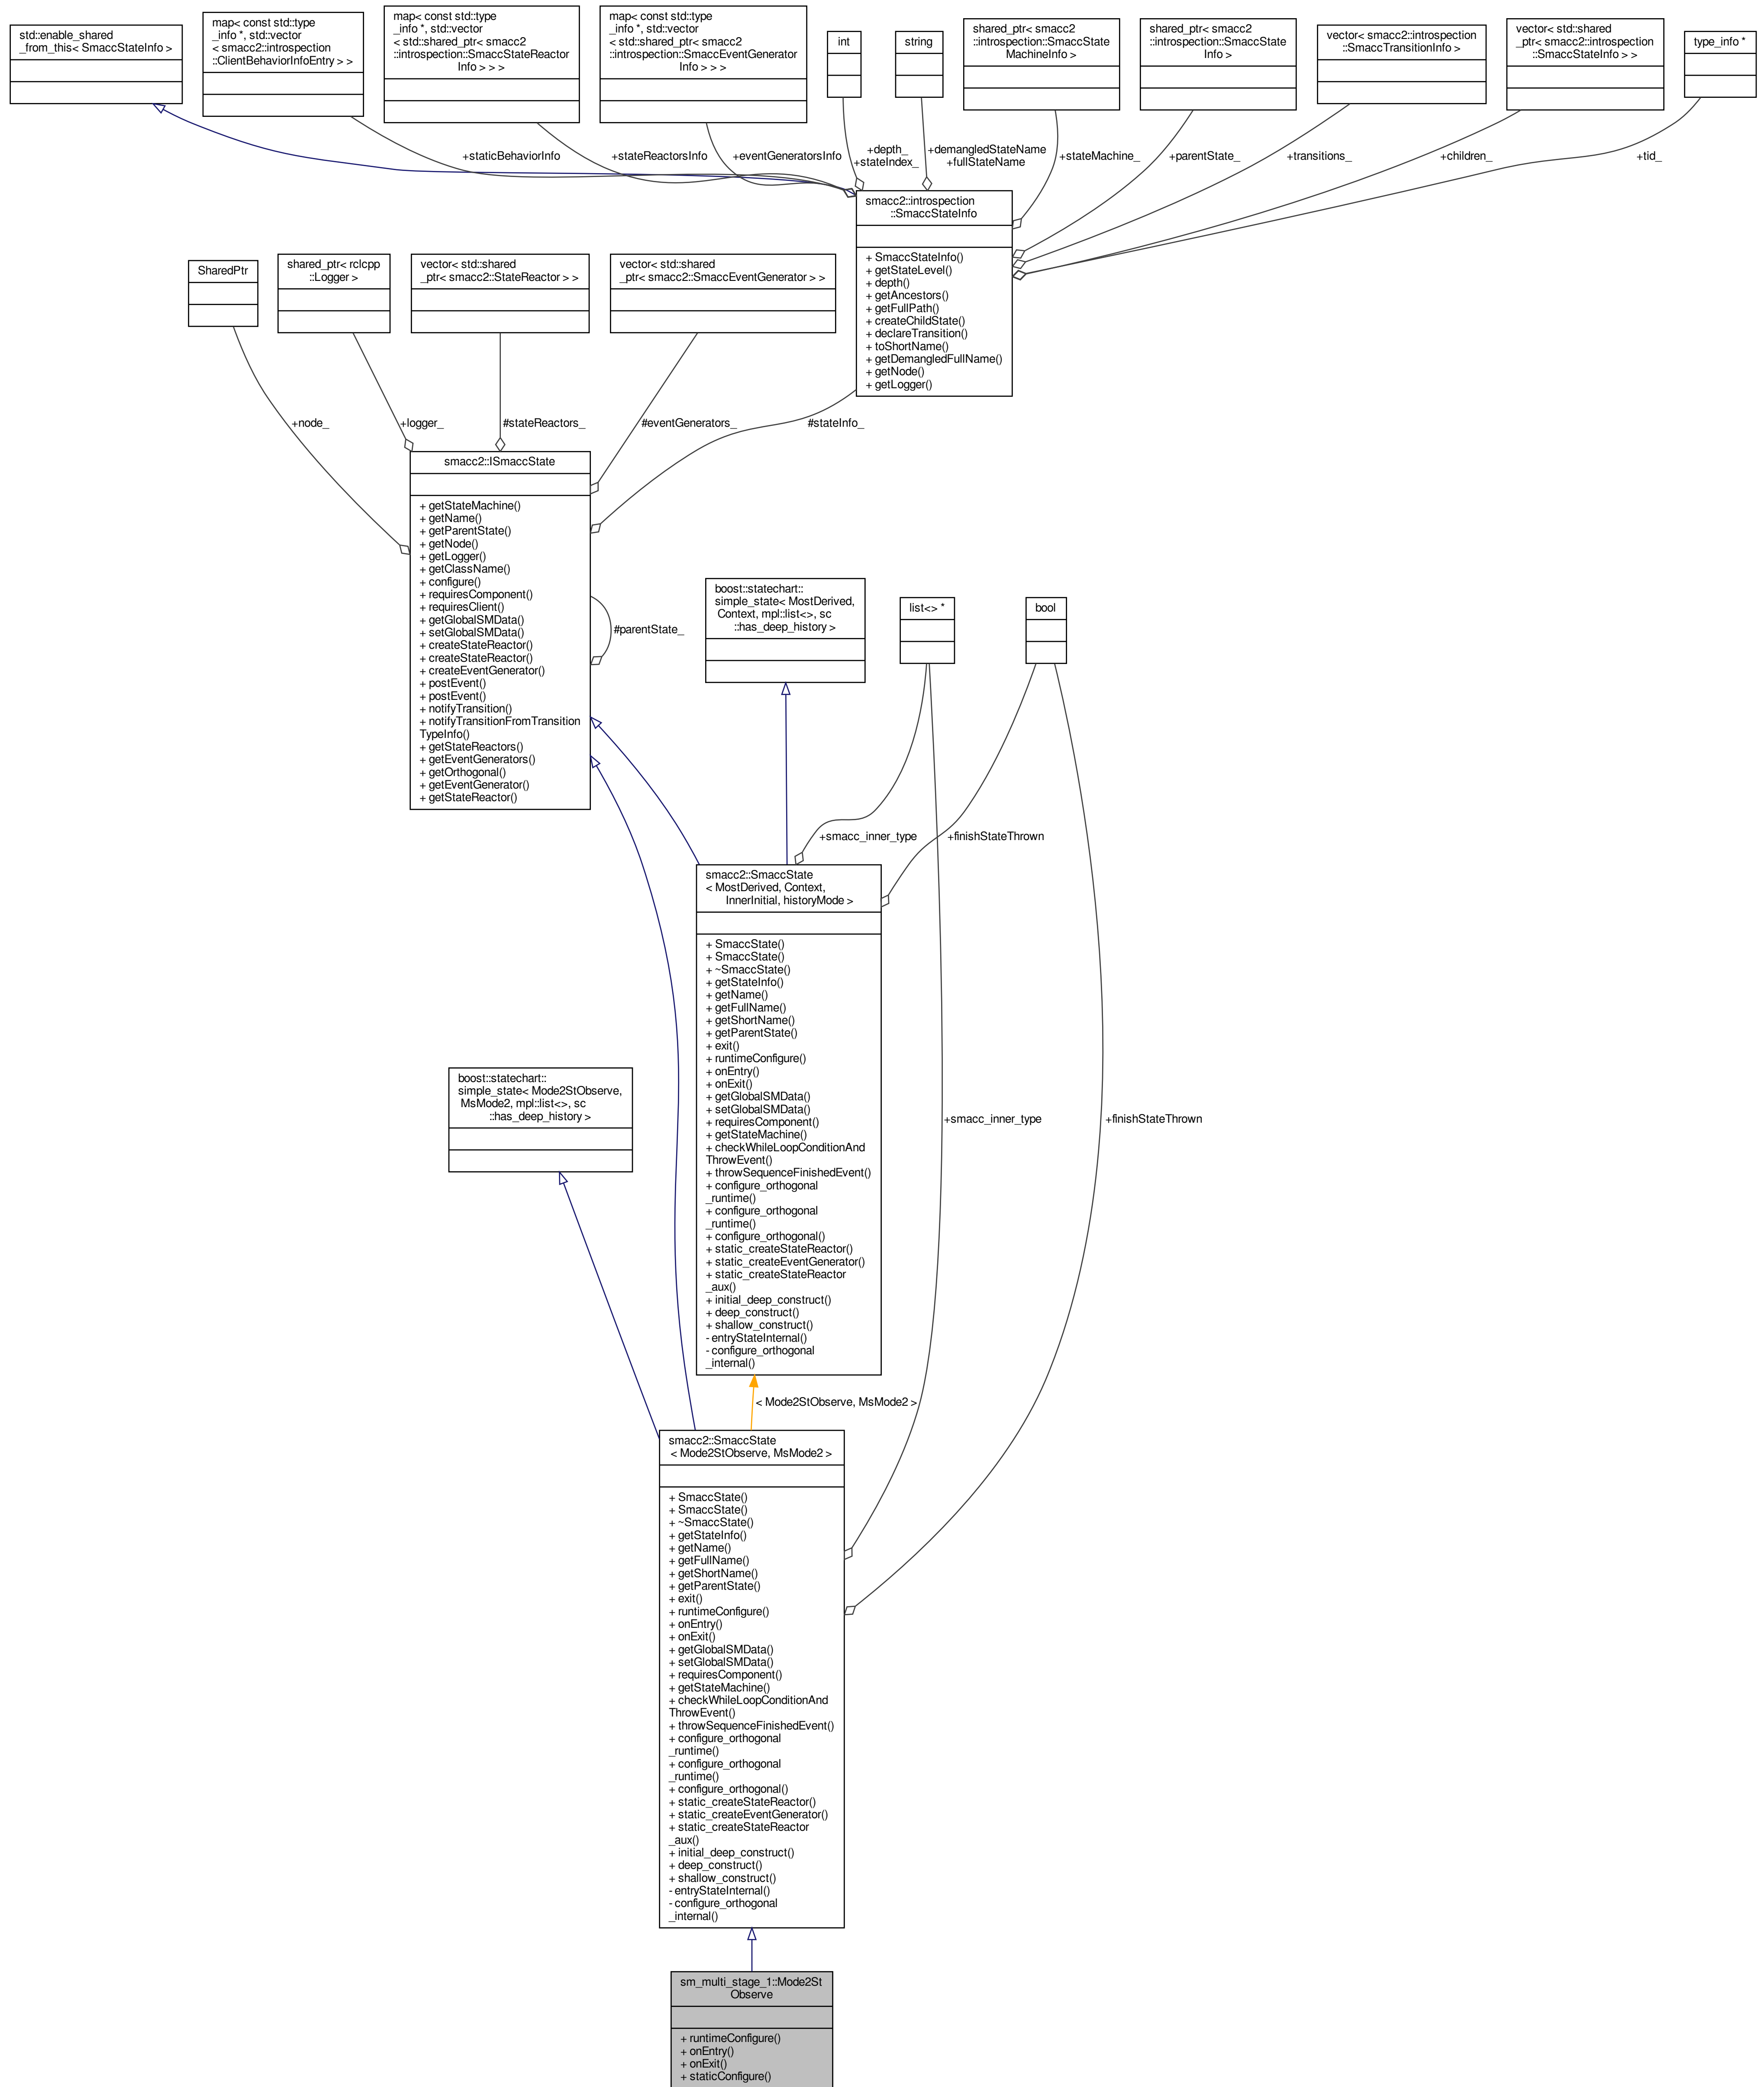 std::enable_shared
_from_this< SmaccStateInfo >
map< const std::type
_info *, std::vector
< smacc2::introspection
::ClientBehaviorInfoEntry > >
map< const std::type
_info *, std::vector
< std::shared_ptr< smacc2
::introspection::SmaccStateReactor
Info > > >
map< const std::type
_info *, std::vector
< std::shared_ptr< smacc2
::introspection::SmaccEventGenerator
Info > > >
int
string
shared_ptr< smacc2
::introspection::SmaccState
MachineInfo >
shared_ptr< smacc2
::introspection::SmaccState
Info >
vector< smacc2::introspection
::SmaccTransitionInfo >
vector< std::shared
_ptr< smacc2::introspection
::SmaccStateInfo > >
type_info *
+staticBehaviorInfo
+stateReactorsInfo
+eventGeneratorsInfo
+depth_
+stateIndex_
+demangledStateName
+fullStateName
+stateMachine_
+parentState_
+transitions_
+children_
+tid_
smacc2::introspection
::SmaccStateInfo
+ SmaccStateInfo()
+ getStateLevel()
+ depth()
+ getAncestors()
+ getFullPath()
+ createChildState()
+ declareTransition()
+ toShortName()
+ getDemangledFullName()
+ getNode()
+ getLogger()
SharedPtr
shared_ptr< rclcpp
::Logger >
vector< std::shared
_ptr< smacc2::StateReactor > >
vector< std::shared
_ptr< smacc2::SmaccEventGenerator > >
+node_
+logger_
#stateReactors_
#eventGenerators_
#stateInfo_
smacc2::ISmaccState
+ getStateMachine()
+ getName()
+ getParentState()
+ getNode()
+ getLogger()
+ getClassName()
+ configure()
+ requiresComponent()
+ requiresClient()
+ getGlobalSMData()
+ setGlobalSMData()
+ createStateReactor()
+ createStateReactor()
+ createEventGenerator()
+ postEvent()
+ postEvent()
+ notifyTransition()
+ notifyTransitionFromTransition
TypeInfo()
+ getStateReactors()
+ getEventGenerators()
+ getOrthogonal()
+ getEventGenerator()
+ getStateReactor()
#parentState_
boost::statechart::
simple_state< MostDerived,
Context, mpl::list<>, sc
::has_deep_history >
list<> *
bool
+smacc_inner_type
+finishStateThrown
smacc2::SmaccState
< MostDerived, Context,
InnerInitial, historyMode >
+ SmaccState()
+ SmaccState()
+ ~SmaccState()
+ getStateInfo()
+ getName()
+ getFullName()
+ getShortName()
+ getParentState()
+ exit()
+ runtimeConfigure()
+ onEntry()
+ onExit()
+ getGlobalSMData()
+ setGlobalSMData()
+ requiresComponent()
+ getStateMachine()
+ checkWhileLoopConditionAnd
ThrowEvent()
+ throwSequenceFinishedEvent()
+ configure_orthogonal
_runtime()
+ configure_orthogonal
_runtime()
+ configure_orthogonal()
+ static_createStateReactor()
+ static_createEventGenerator()
+ static_createStateReactor
_aux()
+ initial_deep_construct()
+ deep_construct()
+ shallow_construct()
- entryStateInternal()
- configure_orthogonal
_internal()
boost::statechart::
simple_state< Mode2StObserve,
MsMode2, mpl::list<>, sc
::has_deep_history >
+smacc_inner_type
+finishStateThrown
< Mode2StObserve, MsMode2 >
smacc2::SmaccState
< Mode2StObserve, MsMode2 >
+ SmaccState()
+ SmaccState()
+ ~SmaccState()
+ getStateInfo()
+ getName()
+ getFullName()
+ getShortName()
+ getParentState()
+ exit()
+ runtimeConfigure()
+ onEntry()
+ onExit()
+ getGlobalSMData()
+ setGlobalSMData()
+ requiresComponent()
+ getStateMachine()
+ checkWhileLoopConditionAnd
ThrowEvent()
+ throwSequenceFinishedEvent()
+ configure_orthogonal
_runtime()
+ configure_orthogonal
_runtime()
+ configure_orthogonal()
+ static_createStateReactor()
+ static_createEventGenerator()
+ static_createStateReactor
_aux()
+ initial_deep_construct()
+ deep_construct()
+ shallow_construct()
- entryStateInternal()
- configure_orthogonal
_internal()
sm_multi_stage_1::Mode2St
Observe
+ runtimeConfigure()
+ onEntry()
+ onExit()
+ staticConfigure()